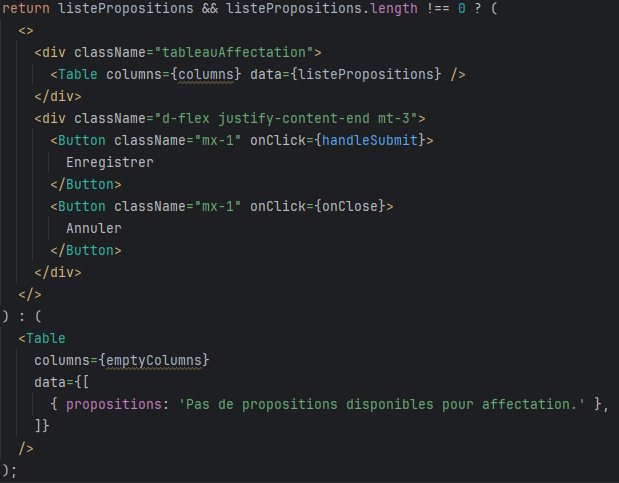 return listePropositions && listePropositions.length !== 0 ? (
  <>
    <div className="tableauAffectation">
      <Table columns={columns} data={listePropositions} />
    </div>
    <div className="d-flex justify-content-end mt-3">
      <Button className="mx-1" onClick={handleSubmit}>
        Enregistrer
      </Button>
      <Button className="mx-1" onClick={onClose}>
        Annuler
      </Button>
    </div>
  </>
) : (
  <Table
    columns={emptyColumns}
    data={[
      { propositions: 'Pas de propositions disponibles pour affectation.' },
    ]}
  />
);